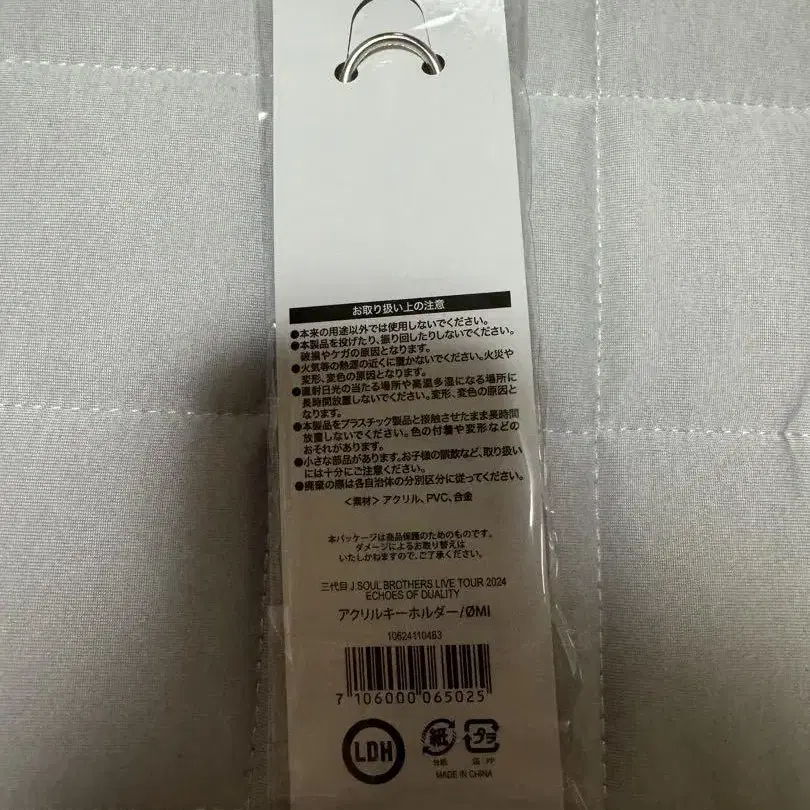 お取り扱い上の注意
●本来の用途以外では使用しないでください。
●本製品を投げたり、振り回したりしないでください。
破損やケガの原因となります。
●火気等の熱源の近くに置かないでください。火災や
変形、変色の原因となります。
●直射日光の当たる場所や高温多湿になる場所に
長時間放置しないでください。変形、変色の原因と
なります。
●本製品をプラスチック製品と接触させたまま長時間
放置しないでください。色の付着や変形などの
おそれがあります。
●小さな部品があります。お子様の誤飲など、取り扱い
には十分にご注意ください。
●廃棄の際は各自治体の分別区分に従ってください。
<素材>アクリル、PVC、合金
本パッケージは商品保護のためのものです。
ダメージによるお取り替えは
いたしかねますので、ご了承ください。
三代目 J.SOUL BROTHERS LIVE TOUR 2024
ECHOES OF DUALITY
アクリルキーホルダー/ØMI
10624110463
7 106000 065025
LDH
紙
プラ
台紙
袋:PP
MADE IN CHINA